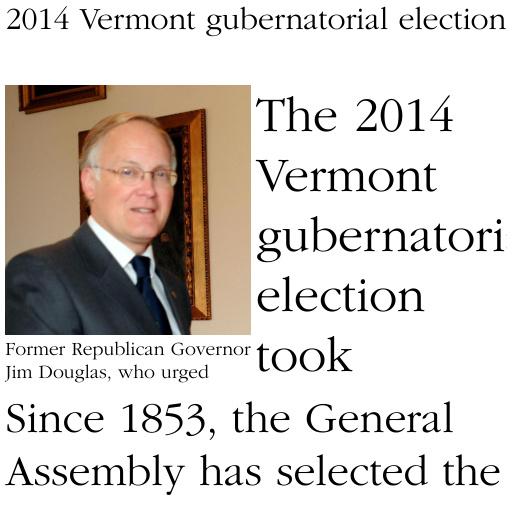 2014 Vermont gubernatorial election
The 2014
Vermont
gubernatori
election
took
Former Republican Governor
Jim Douglas, who urged
Since 1853, the General
Assembly has selected the